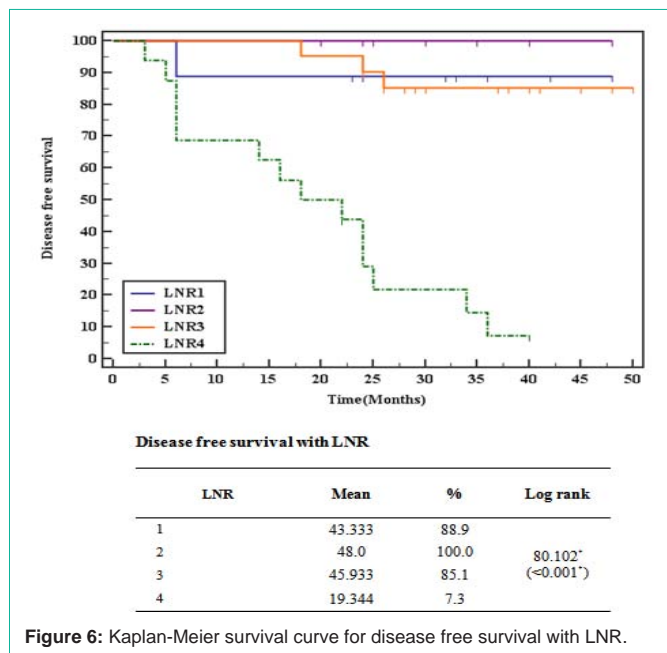 100
90
80
70
60
50
40
30
20
10
0
Disease free survival
LNR1
LNR2
LNR3
LNR4
0 5 10 15 20 25 30 35 40 45 50
Time(Months)
Disease free survival with LNR
LNR Mean % Log rank
1 43.333 88.9
2 48.0 100.0
80.102*
(<0.001*)
3 45.933 85.1
4 19.344 7.3
Figure 6: Kaplan-Meier survival curve for disease free survival with LNR.